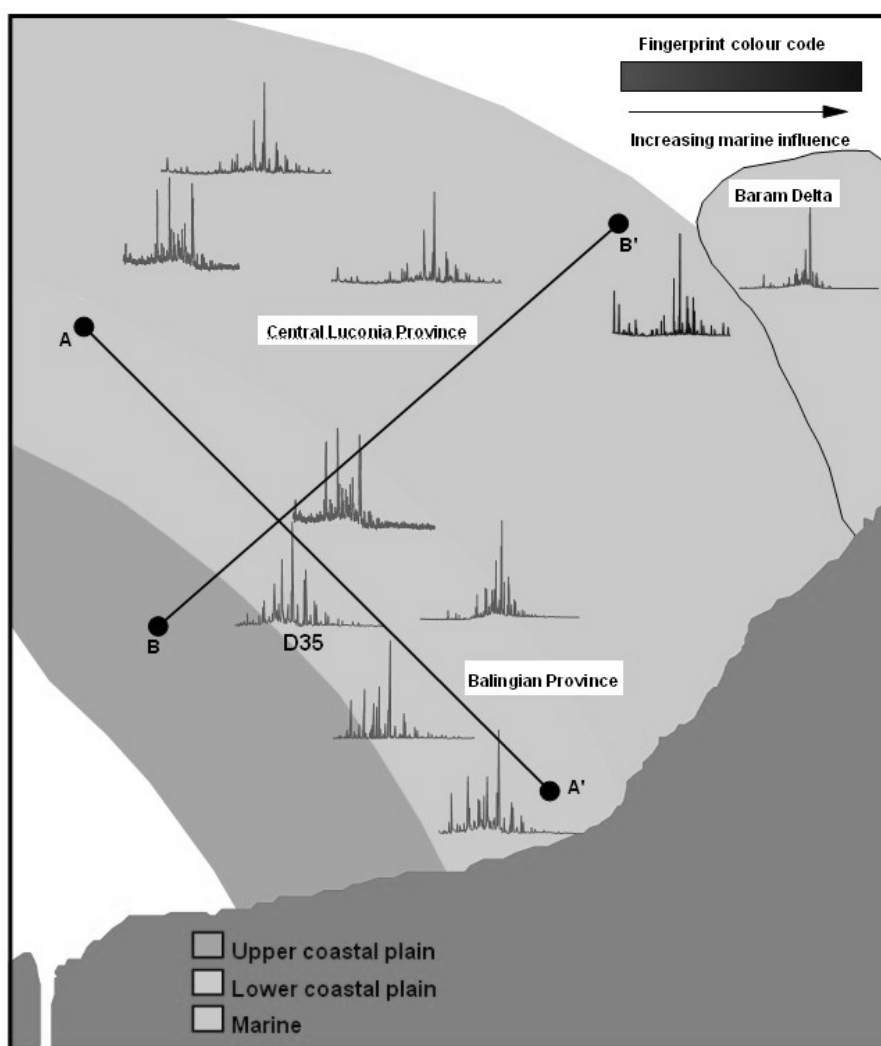 Fingerprint colour code
Increasing marine influence
Baram Delta
B'
A
Central Luconia Province
B
D35
Balingian Province
A'
Upper coastal plain
Lower coastal plain
Marine